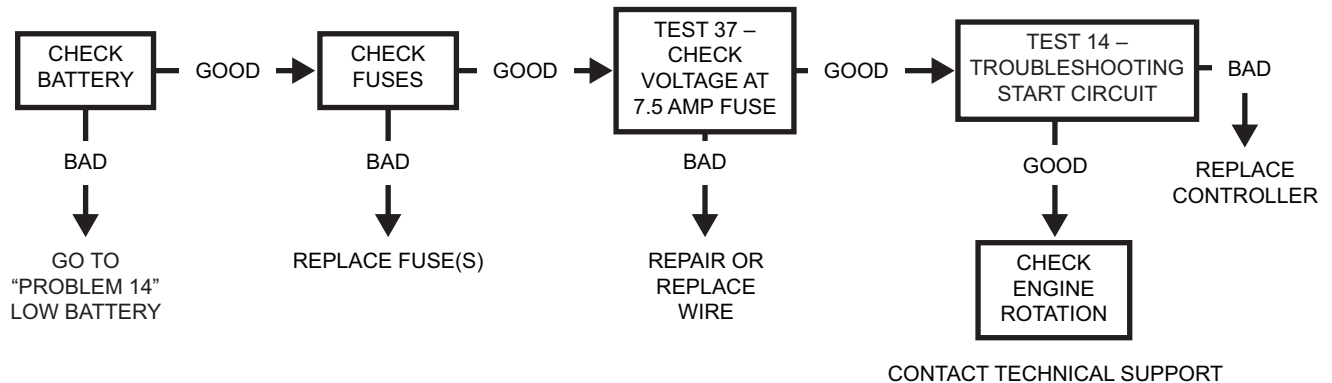 CHECK
BATTERY
GOOD
CHECK
FUSES
GOOD
TEST 37 –
CHECK
VOLTAGE AT
7.5 AMP FUSE
GOOD
TEST 14 –
TROUBLESHOOTING
START CIRCUIT
BAD
BAD
BAD
BAD
GOOD
REPLACE
CONTROLLER
GO TO
“PROBLEM 14”
LOW BATTERY
REPLACE FUSE(S)
REPAIR OR
REPLACE
WIRE
CHECK
ENGINE
ROTATION
CONTACT TECHNICAL SUPPORT